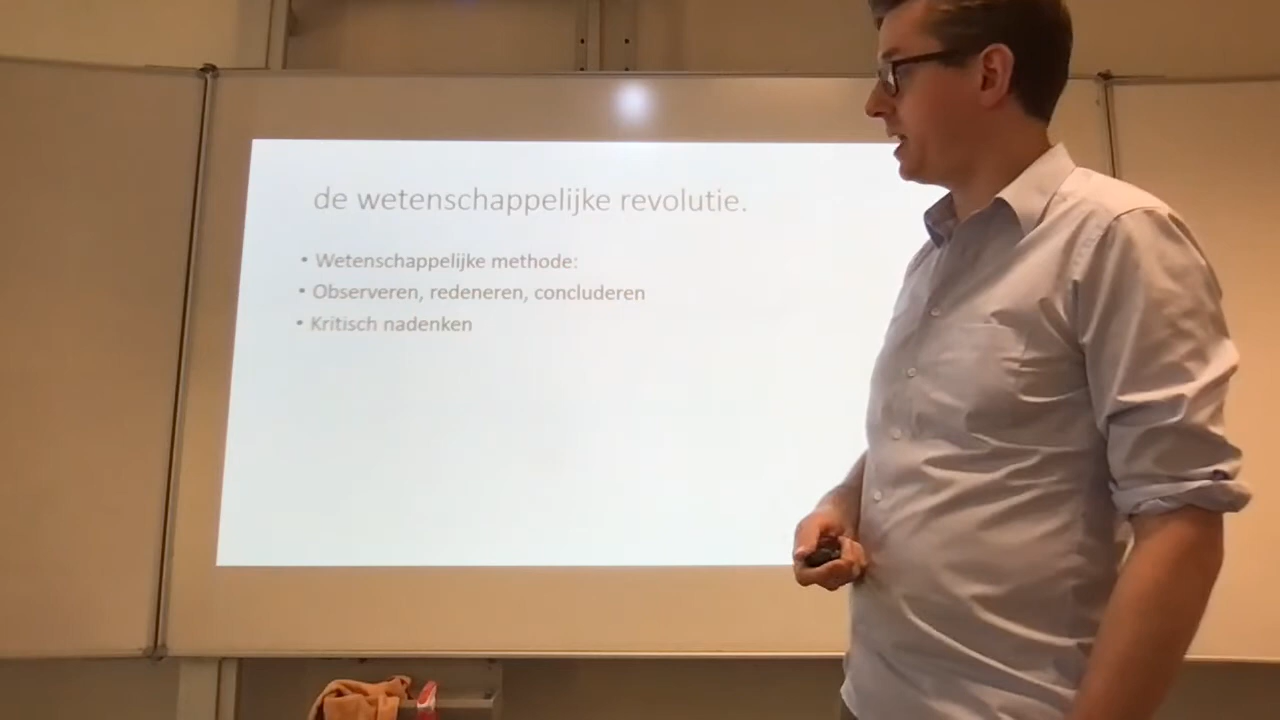 de wetenschappelijke revolutie.
• Wetenschappelijke methode:
• Observeren, redeneren, concluderen
• Kritisch nadenken